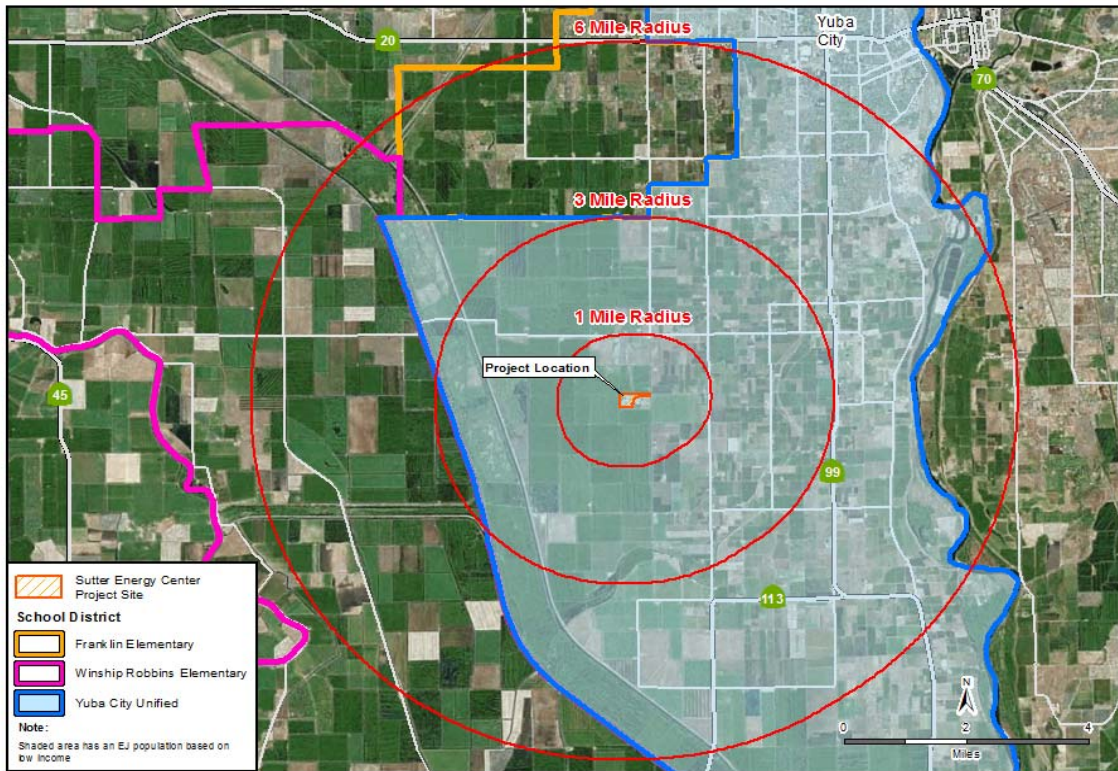 6 Mile Radius
Yuba
City
20
70
3 Mile Radius
1 Mile Radius
Project Location
45
99
113
Sutter Energy Center
Project Site
School District
Franklin Elementary
Winship Robbins Elementary
Yuba City Unified
Note:
Shaded area has an EJ population based on
low income
N
0 2 4
Miles